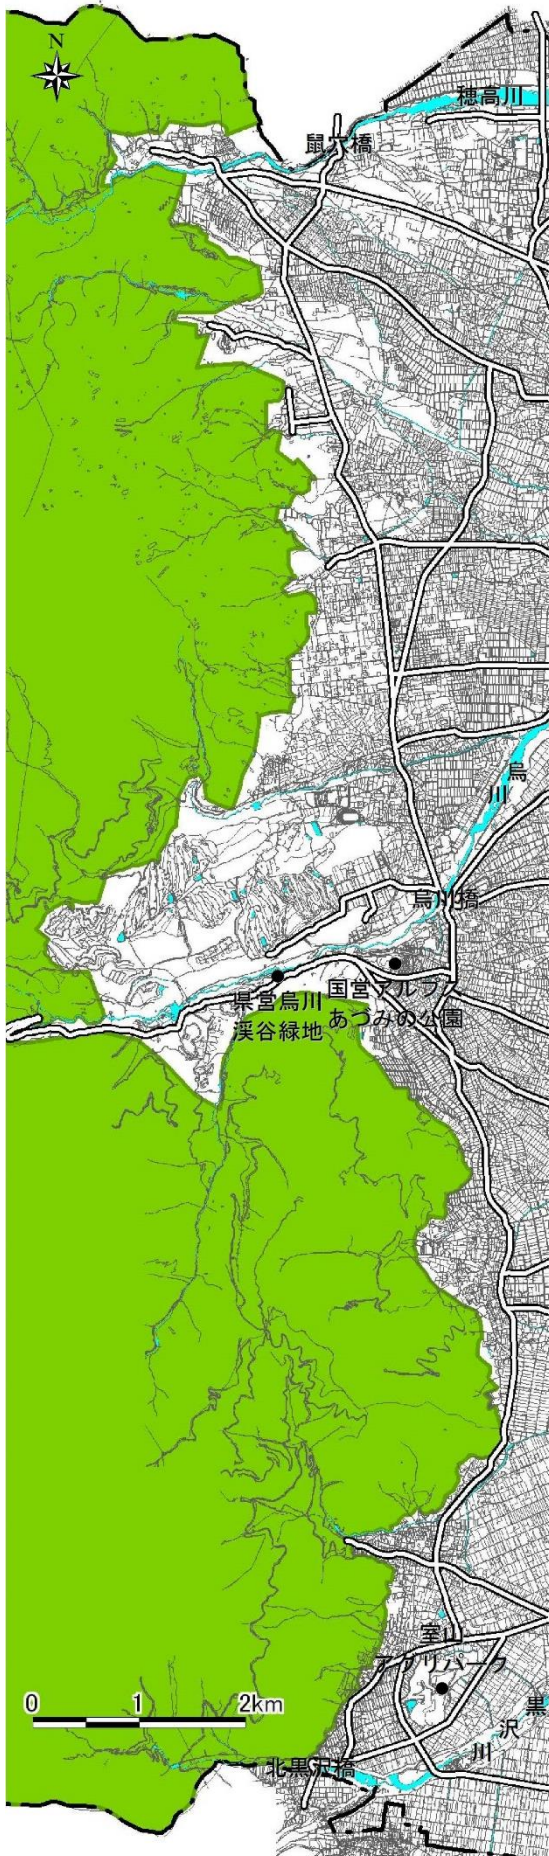 N
穂高川
鼠穴橋
烏
川
烏川橋
県営烏川
渓谷緑地
国営アルプス
あづみの公園
室山
アグリパーク
0 1 2km
黒
沢
川
北黒沢橋